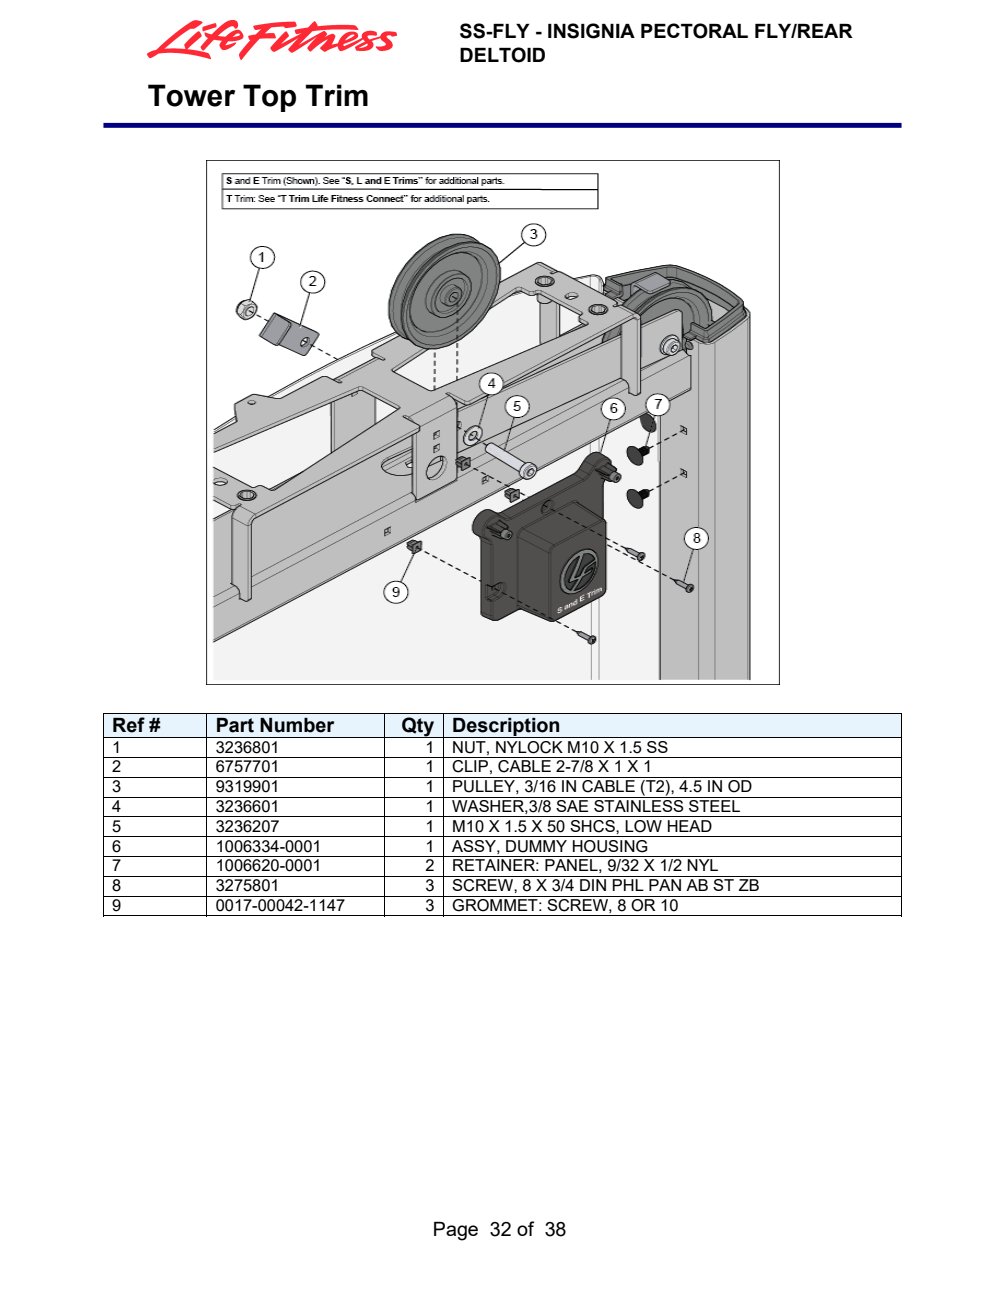 Life Fitness
SS-FLY - INSIGNIA PECTORAL FLY/REAR
DELTOID
Tower Top Trim
S and E Trim (Shown). See "S, L and E Trims" for additional parts.
T Trim: See "T Trim Life Fitness Connect" for additional parts.
1
2
3
4
5
6
7
8
9
S and E Trim
Ref # Part Number Qty Description
1 3236801 1 NUT, NYLOCK M10 X 1.5 SS
2 6757701 1 CLIP, CABLE 2-7/8 X 1 X 1
3 9319901 1 PULLEY, 3/16 IN CABLE (T2), 4.5 IN OD
4 3236601 1 WASHER,3/8 SAE STAINLESS STEEL
5 3236207 1 M10 X 1.5 X 50 SHCS, LOW HEAD
6 1006334-0001 1 ASSY, DUMMY HOUSING
7 1006620-0001 2 RETAINER: PANEL, 9/32 X 1/2 NYL
8 3275801 3 SCREW, 8 X 3/4 DIN PHL PAN AB ST ZB
9 0017-00042-1147 3 GROMMET: SCREW, 8 OR 10
Page 32 of 38